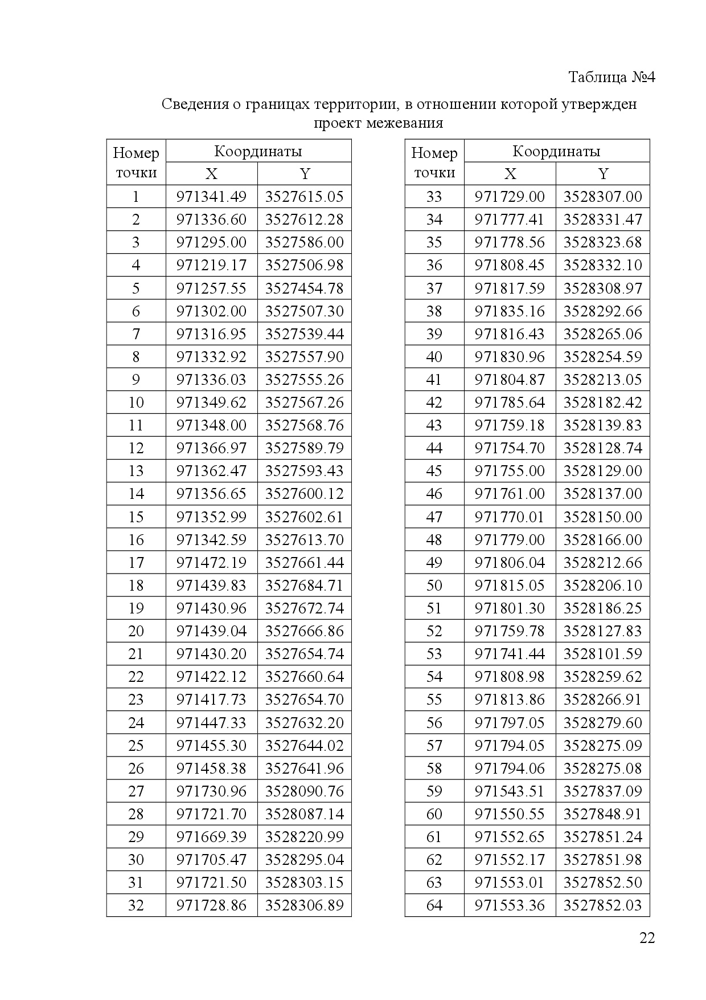 Таблица №4
Сведения о границах территории, в отношении которой утвержден
проект межевания
Номер точки Координаты
X Y
1 971341.49 3527615.05
2 971336.60 3527612.28
3 971295.00 3527586.00
4 971219.17 3527506.98
5 971257.55 3527454.78
6 971302.00 3527507.30
7 971316.95 3527539.44
8 971332.92 3527557.90
9 971336.03 3527555.26
10 971349.62 3527567.26
11 971348.00 3527568.76
12 971366.97 3527589.79
13 971362.47 3527593.43
14 971356.65 3527600.12
15 971352.99 3527602.61
16 971342.59 3527613.70
17 971472.19 3527661.44
18 971439.83 3527684.71
19 971430.96 3527672.74
20 971439.04 3527666.86
21 971430.20 3527654.74
22 971422.12 3527660.64
23 971417.73 3527654.70
24 971447.33 3527632.20
25 971455.30 3527644.02
26 971458.38 3527641.96
27 971730.96 3528090.76
28 971721.70 3528087.14
29 971669.39 3528220.99
30 971705.47 3528295.04
31 971721.50 3528303.15
32 971728.86 3528306.89
Номер точки Координаты
X Y
33 971729.00 3528307.00
34 971777.41 3528331.47
35 971778.56 3528323.68
36 971808.45 3528332.10
37 971817.59 3528308.97
38 971835.16 3528292.66
39 971816.43 3528265.06
40 971830.96 3528254.59
41 971804.87 3528213.05
42 971785.64 3528182.42
43 971759.18 3528139.83
44 971754.70 3528128.74
45 971755.00 3528129.00
46 971761.00 3528137.00
47 971770.01 3528150.00
48 971779.00 3528166.00
49 971806.04 3528212.66
50 971815.05 3528206.10
51 971801.30 3528186.25
52 971759.78 3528127.83
53 971741.44 3528101.59
54 971808.98 3528259.62
55 971813.86 3528266.91
56 971797.05 3528279.60
57 971794.05 3528275.09
58 971794.06 3528275.08
59 971543.51 3527837.09
60 971550.55 3527848.91
61 971552.65 3527851.24
62 971552.17 3527851.98
63 971553.01 3527852.50
64 971553.36 3527852.03
22